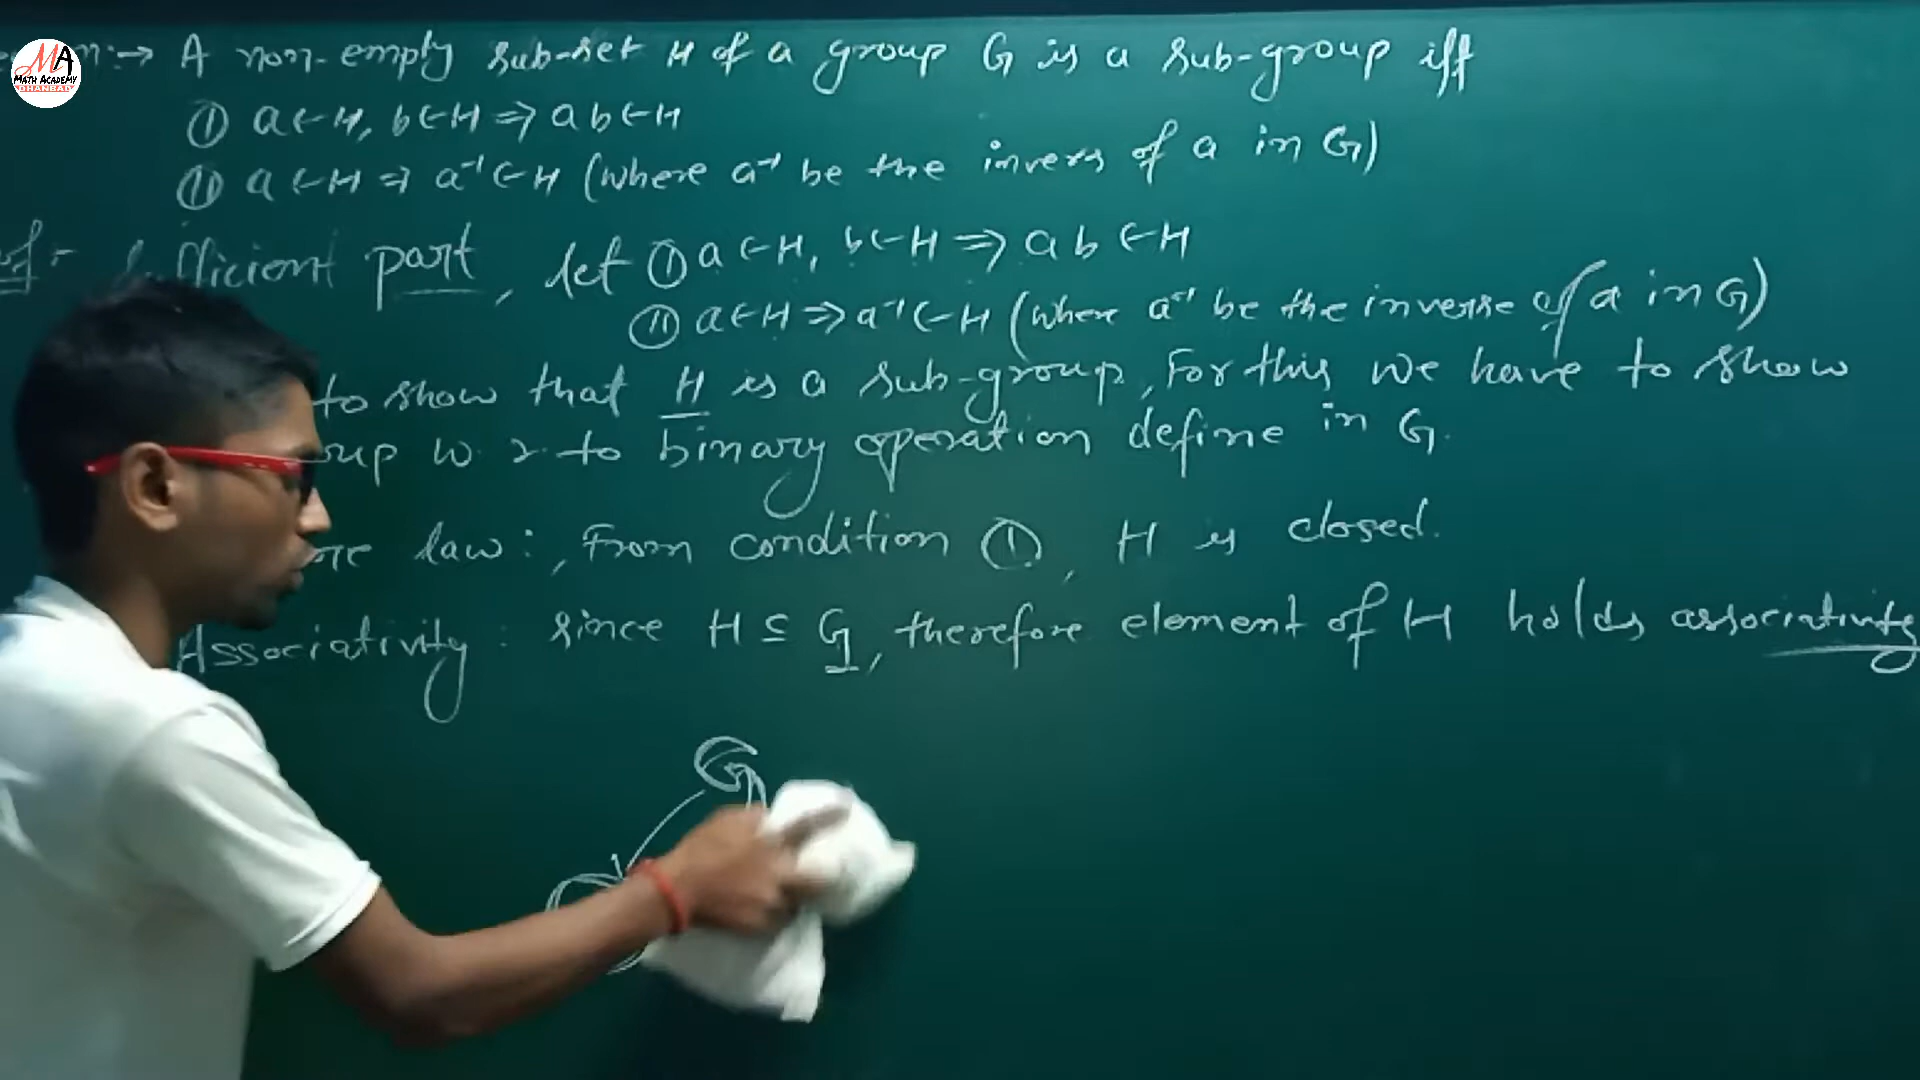 MA
MATH ACADEMY
DHANBAD
:→ A non-empty sub-set H of a group G is a sub-group iff
① a∈H, b∈H ⇒ ab∈H
② a∈H ⇒ a⁻¹∈H (where a⁻¹ be the invers of a in G)
part, let ① a∈H, b∈H ⇒ ab∈H
② a∈H ⇒ a⁻¹∈H (where a⁻¹ be the inverse of a in G)
to show that H is a sub-group, For this we have to show
w.r.to binary operation define in G.
law:, From condition ①, H is closed.
Associativity: since H ⊆ G, therefore element of H holds associativity
G